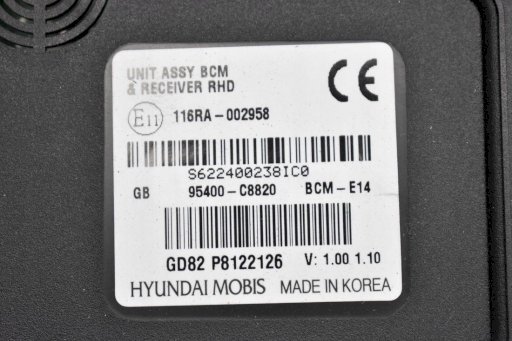 UNIT ASSY BCM
& RECEIVER RHD
CE
E11 116RA-002958
S622400238IC0
GB 95400-C8820 BCM-E14
GD82 P8122126 V: 1.00 1.10
HYUNDAI MOBIS MADE IN KOREA